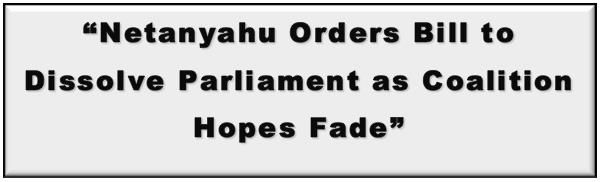 “Netanyahu Orders Bill to
Dissolve Parliament as Coalition
Hopes Fade”